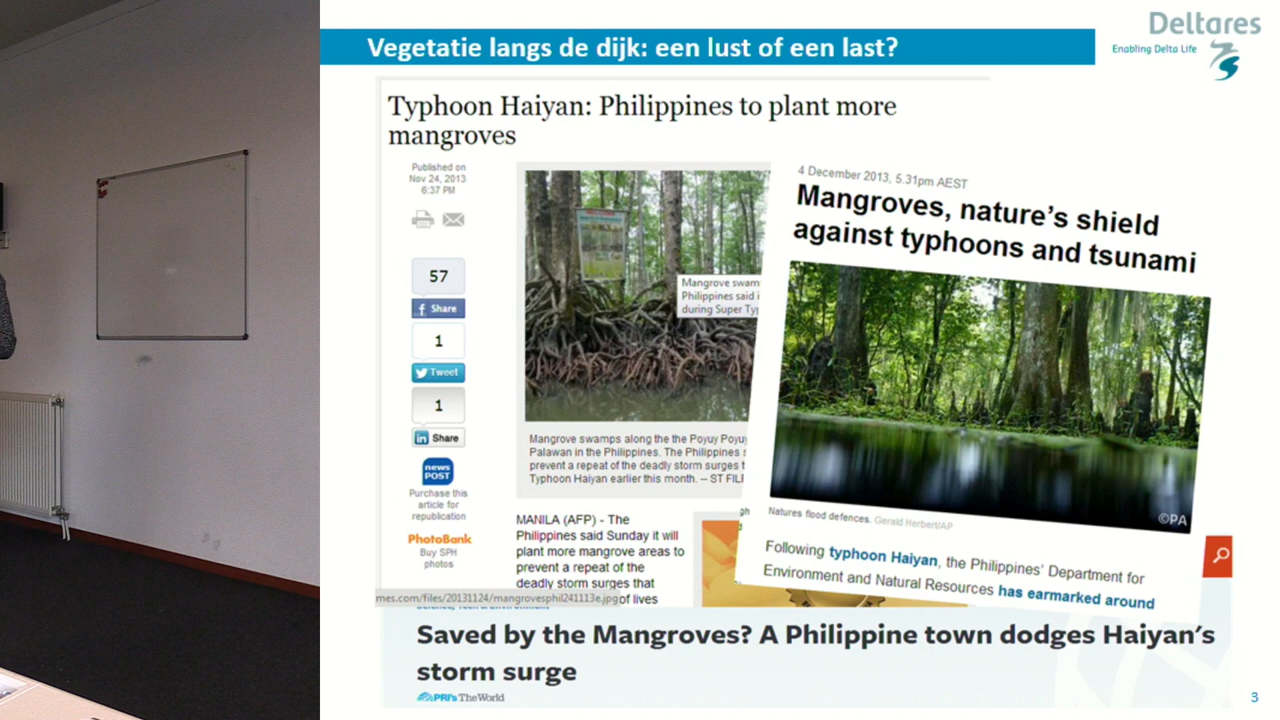 Vegetatie langs de dijk: een lust of een last?
Deltares
Enabling Delta Life
Typhoon Haiyan: Philippines to plant more
mangroves
Published on
Nov 24, 2013
6:37 PM
57
f Share
1
Tweet
1
in Share
news
POST
Purchase this
article for
republication
PhotoBank
Buy SPH
photos
Mangrove swam
Philippines said i
during Super Ty
Mangrove swamps along the the Poyuy Poyu
Palawan in the Philippines. The Philippines
prevent a repeat of the deadly storm surges t
Typhoon Haiyan earlier this month. -- ST FIL
MANILA (AFP) - The
Philippines said Sunday it will
plant more mangrove areas to
prevent a repeat of the
deadly storm surges that
of lives
mes.com/files/20131124/mangrovesphil241113e.jpg
4 December 2013, 5.31pm AEST
Mangroves, nature's shield
against typhoons and tsunami
©PA
gh
Natures flood defences. Gerald Herbert/AP
Following typhoon Haiyan, the Philippines' Department for
Environment and Natural Resources has earmarked around
Saved by the Mangroves? A Philippine town dodges Haiyan's
storm surge
PRI's The World
3